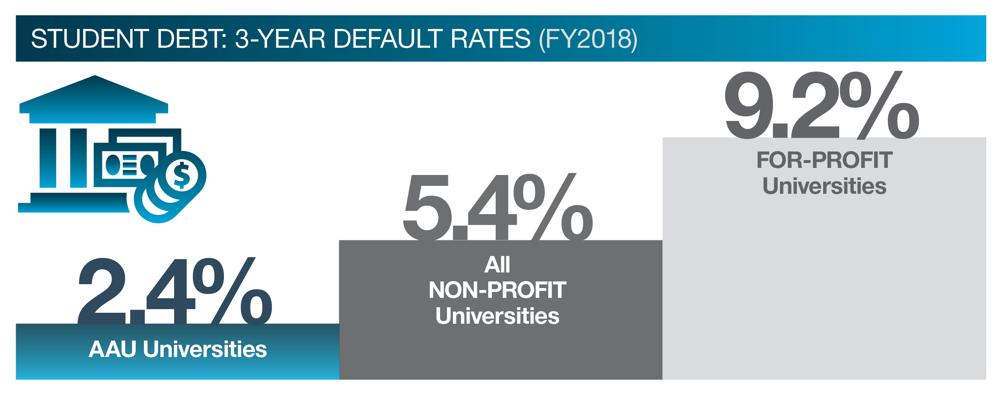 STUDENT DEBT: 3-YEAR DEFAULT RATES (FY2018)
$
2.4%
AAU Universities
5.4%
All
NON-PROFIT
Universities
9.2%
FOR-PROFIT
Universities